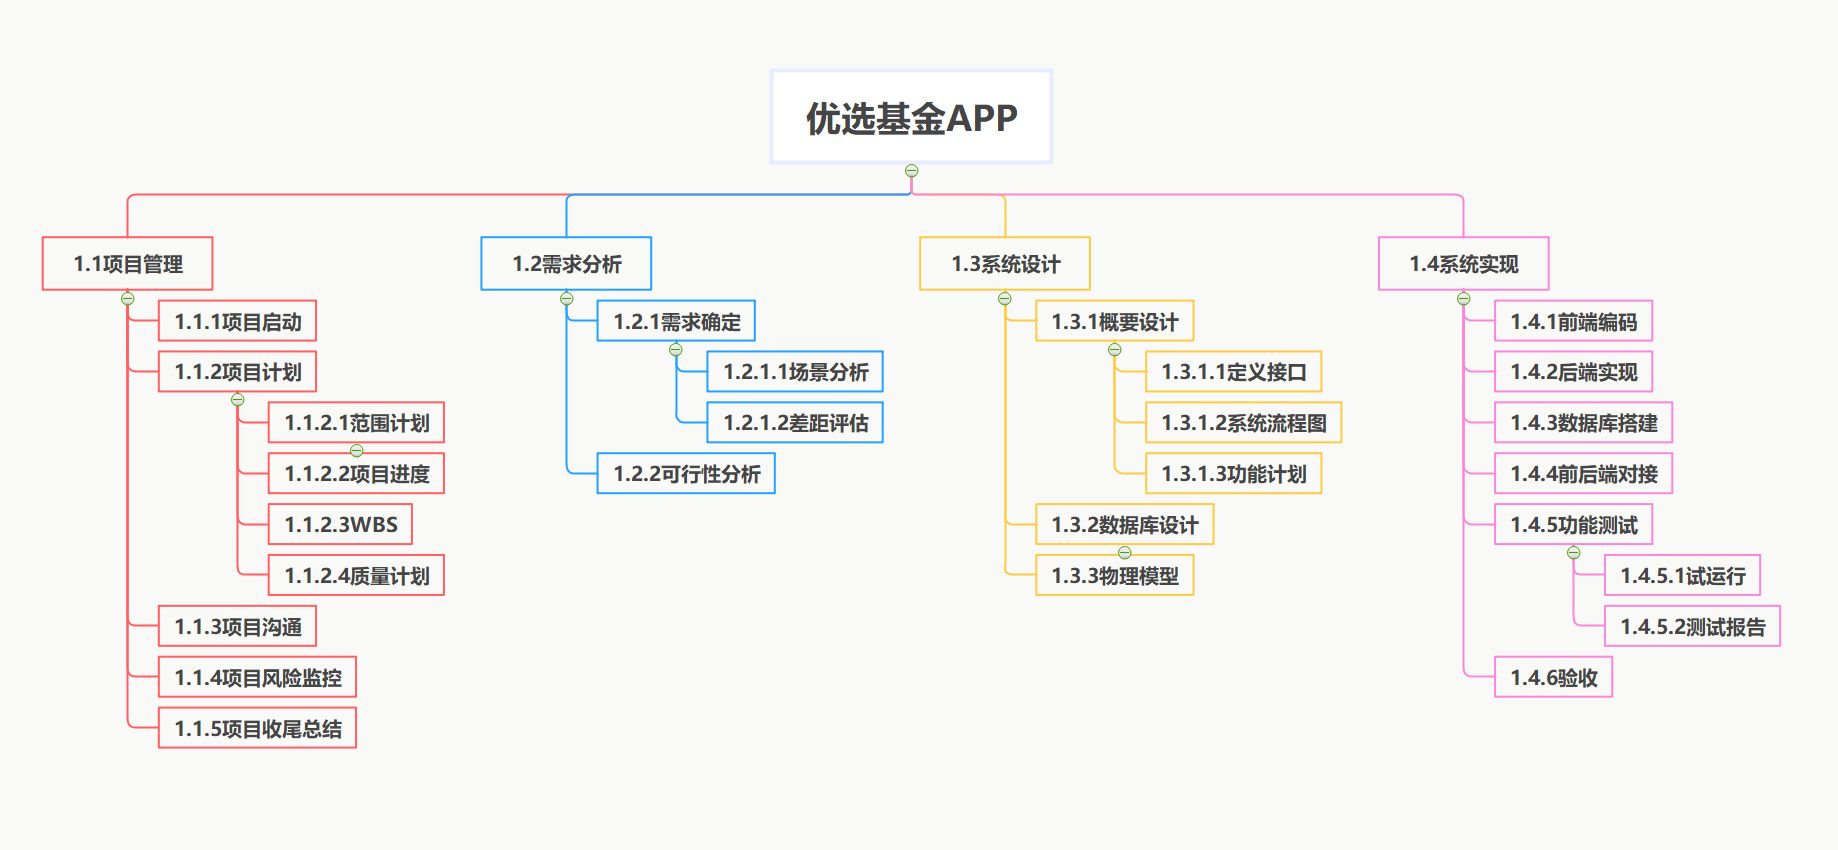 优选基金APP
1.1项目管理
1.1.1项目启动
1.1.2项目计划
1.1.2.1范围计划
1.1.2.2项目进度
1.1.2.3WBS
1.1.2.4质量计划
1.1.3项目沟通
1.1.4项目风险监控
1.1.5项目收尾总结
1.2需求分析
1.2.1需求确定
1.2.1.1场景分析
1.2.1.2差距评估
1.2.2可行性分析
1.3系统设计
1.3.1概要设计
1.3.1.1定义接口
1.3.1.2系统流程图
1.3.1.3功能计划
1.3.2数据库设计
1.3.3物理模型
1.4系统实现
1.4.1前端编码
1.4.2后端实现
1.4.3数据库搭建
1.4.4前后端对接
1.4.5功能测试
1.4.5.1试运行
1.4.5.2测试报告
1.4.6验收